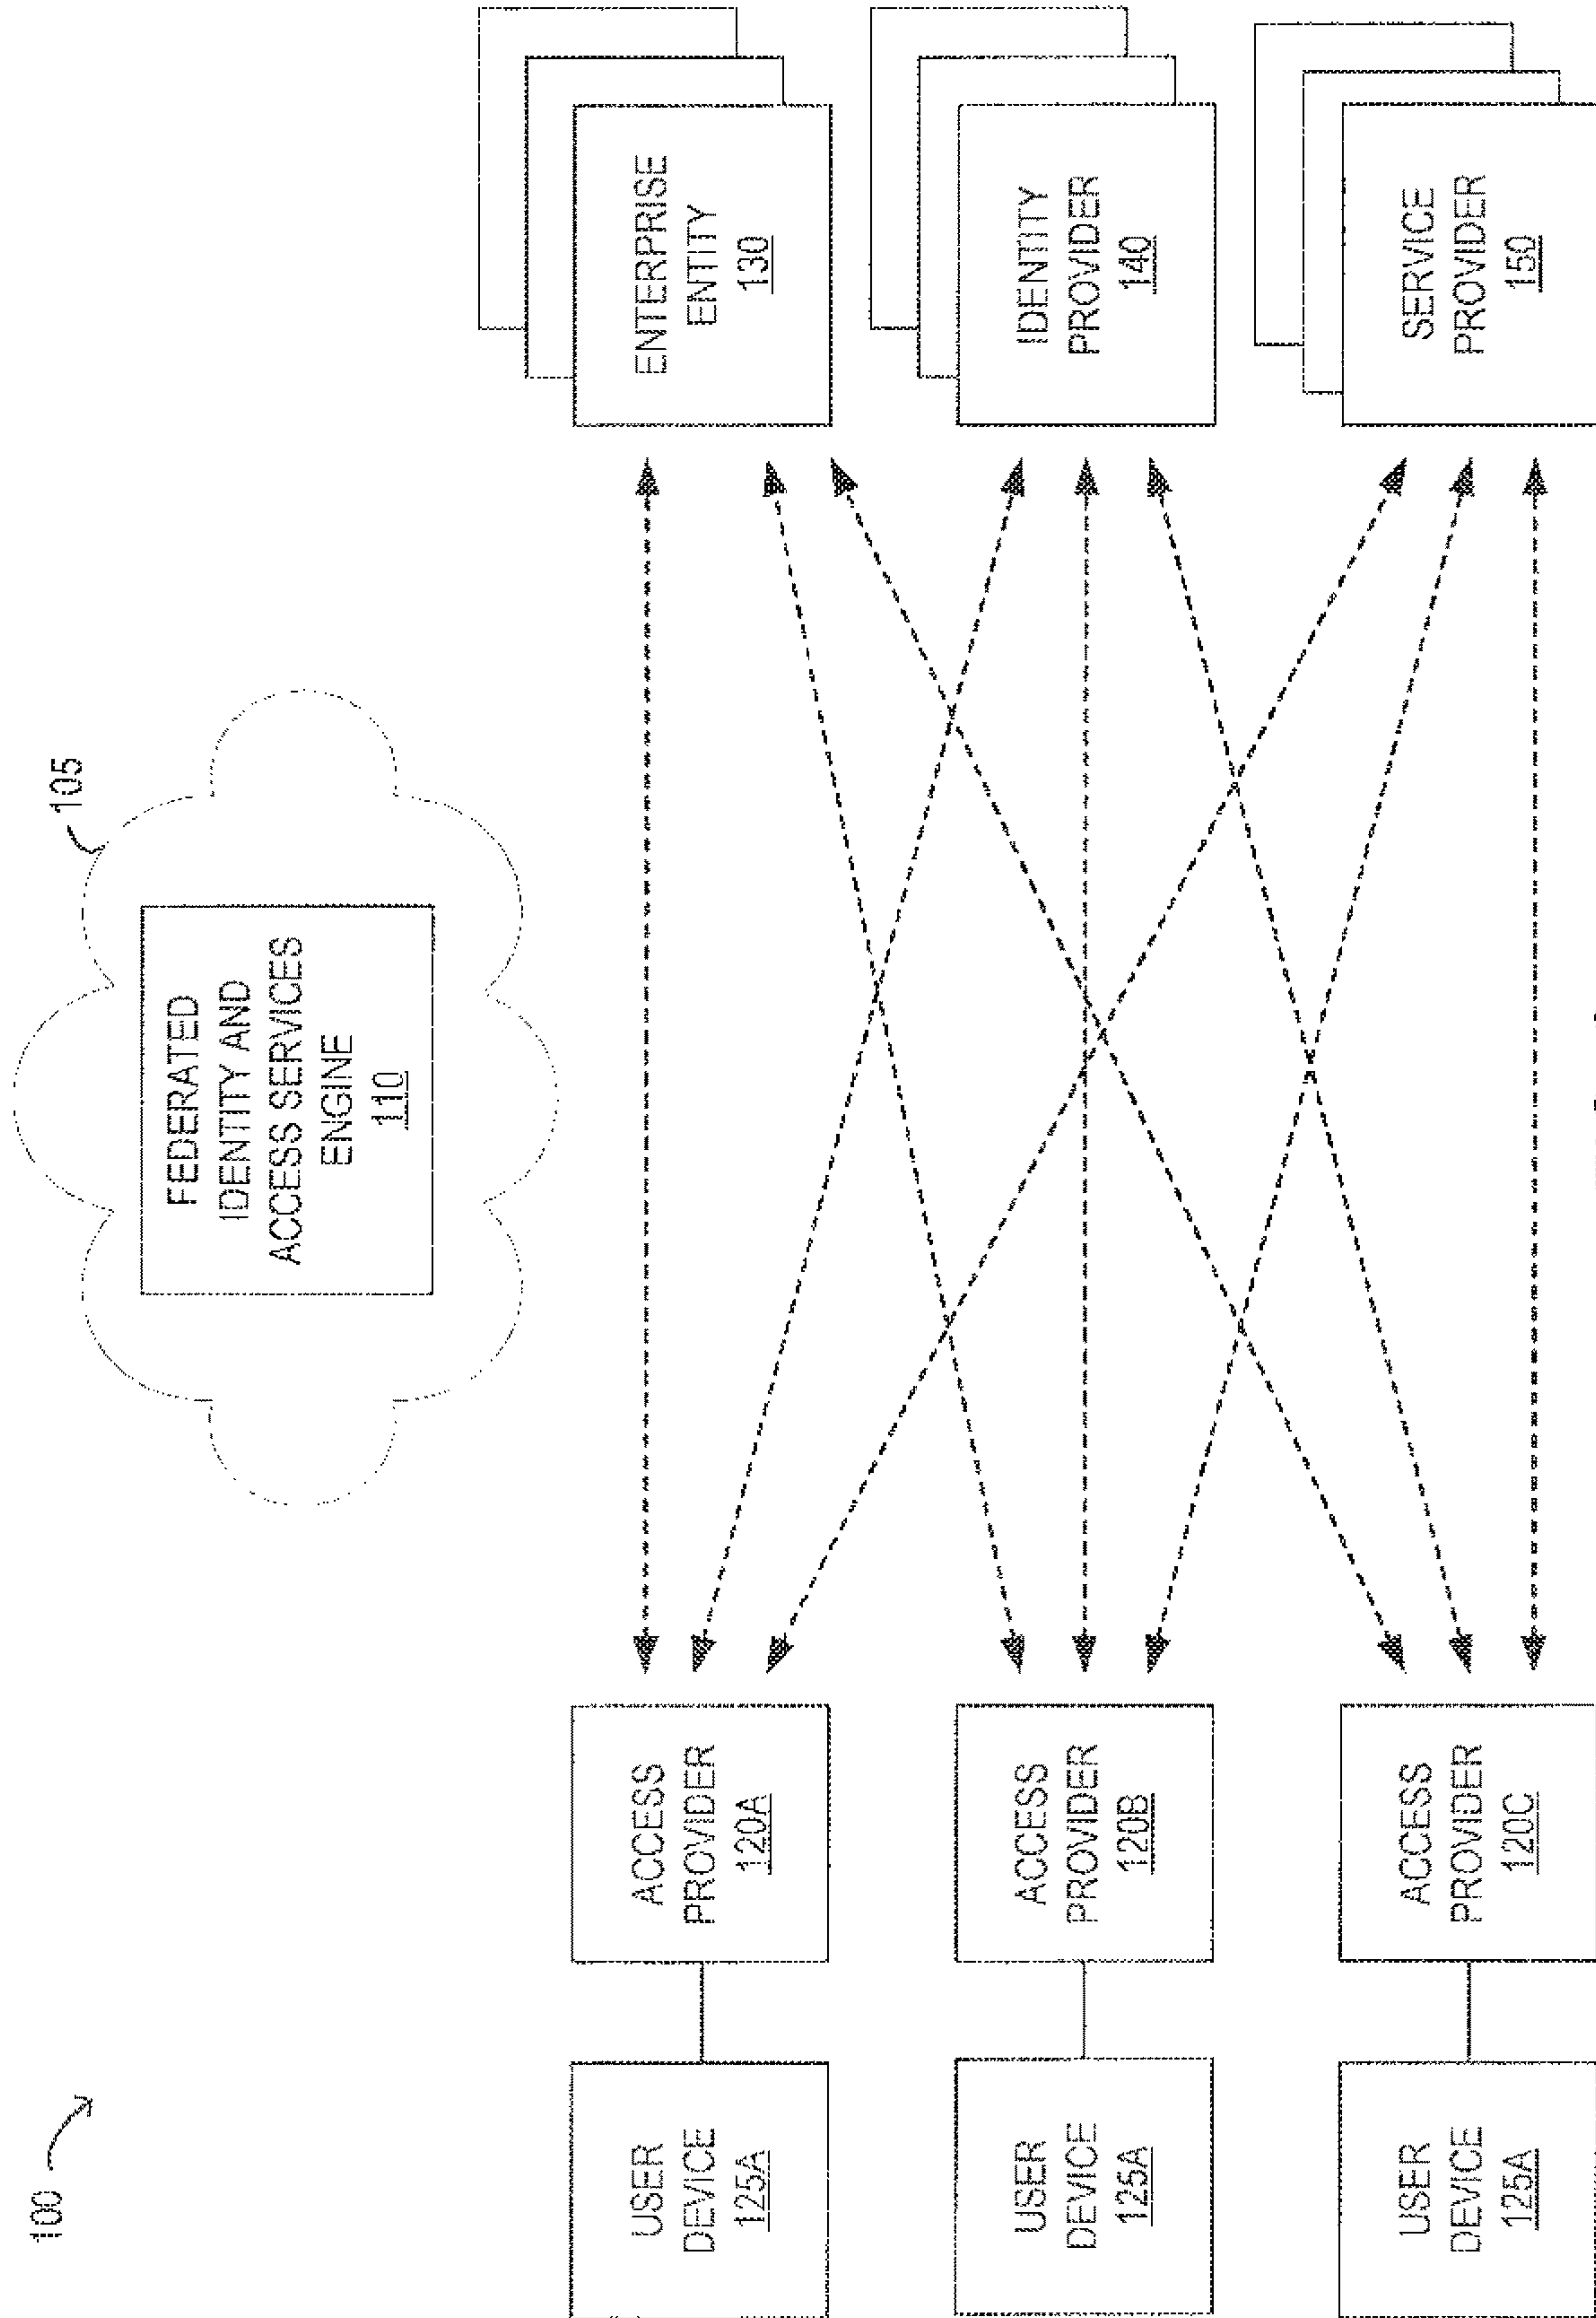 100
105
FEDERATED
IDENTITY AND
ACCESS SERVICES
ENGINE
110
USER
DEVICE
125A
ACCESS
PROVIDER
120A
ENTERPRISE
ENTITY
130
USER
DEVICE
125A
ACCESS
PROVIDER
120B
IDENTITY
PROVIDER
140
USER
DEVICE
125A
ACCESS
PROVIDER
120C
SERVICE
PROVIDER
150